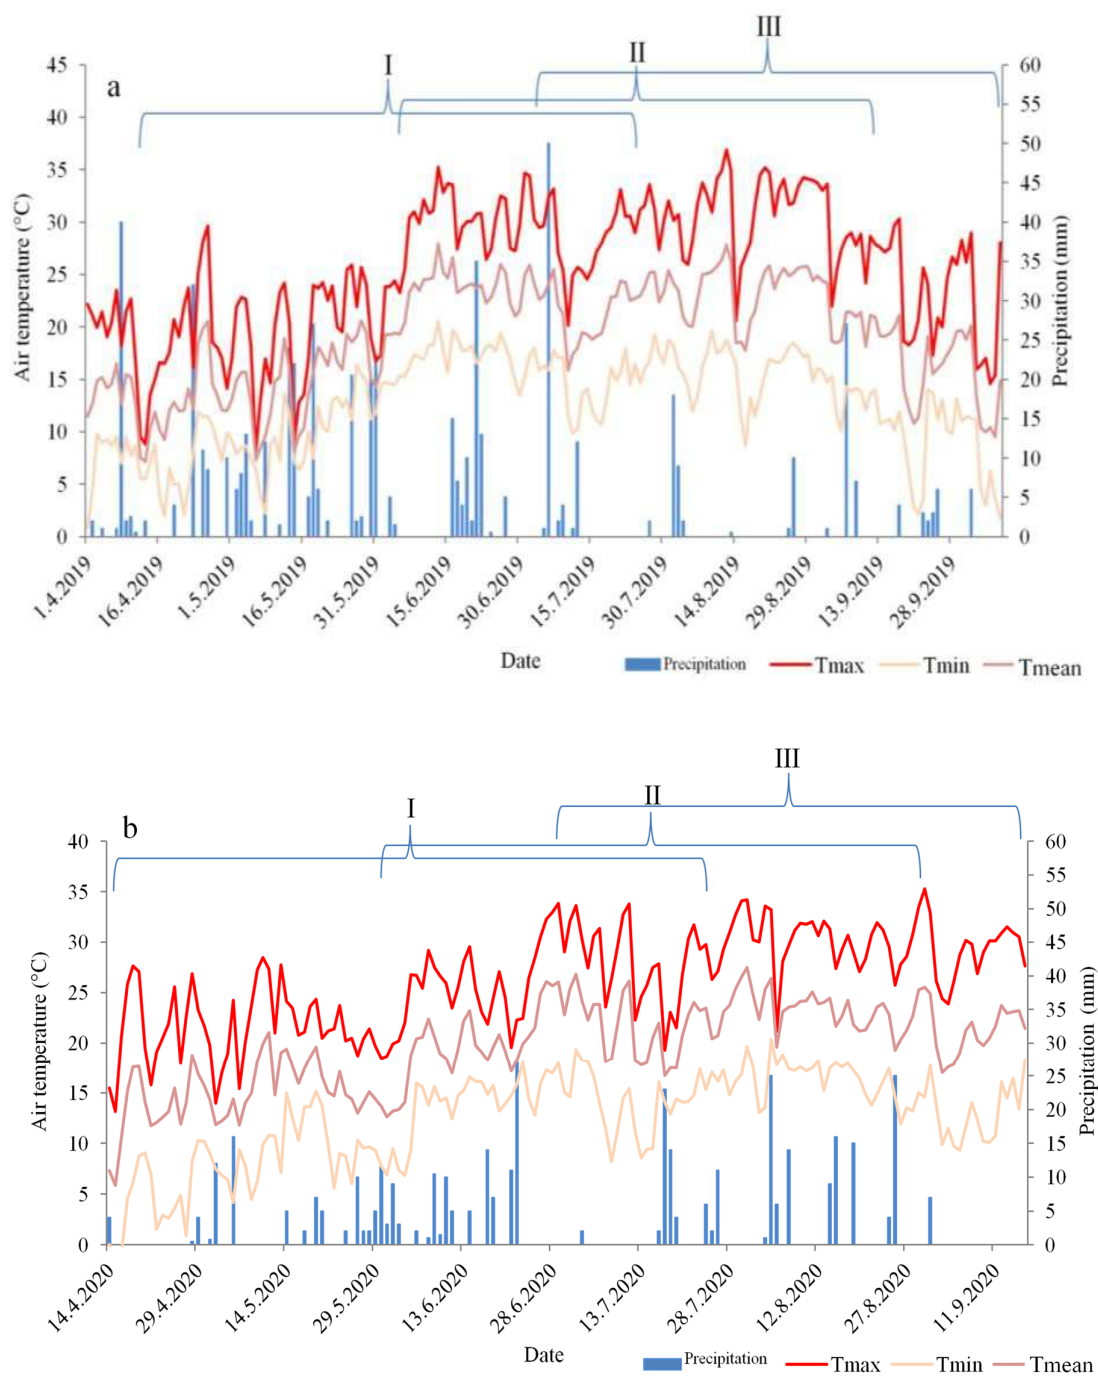 III
II
I
a
45 60
40 55
35 50
30 45
25 40
20 35
15 30
10 25
5 20
0 15
10
5
0
Air temperature (°C)
Precipitation (mm)
1.4.2019 16.4.2019 1.5.2019 16.5.2019 31.5.2019 15.6.2019 30.6.2019 15.7.2019 30.7.2019 14.8.2019 29.8.2019 13.9.2019 28.9.2019
Date
Precipitation Tmax Tmin Tmean
III
II
I
b
40 60
35 55
30 50
25 45
20 40
15 35
10 30
5 25
0 20
15
10
5
0
Air temperature (°C)
Precipitation (mm)
14.4.2020 29.4.2020 14.5.2020 29.5.2020 13.6.2020 28.6.2020 13.7.2020 28.7.2020 12.8.2020 27.8.2020 11.9.2020
Date
Precipitation Tmax Tmin Tmean